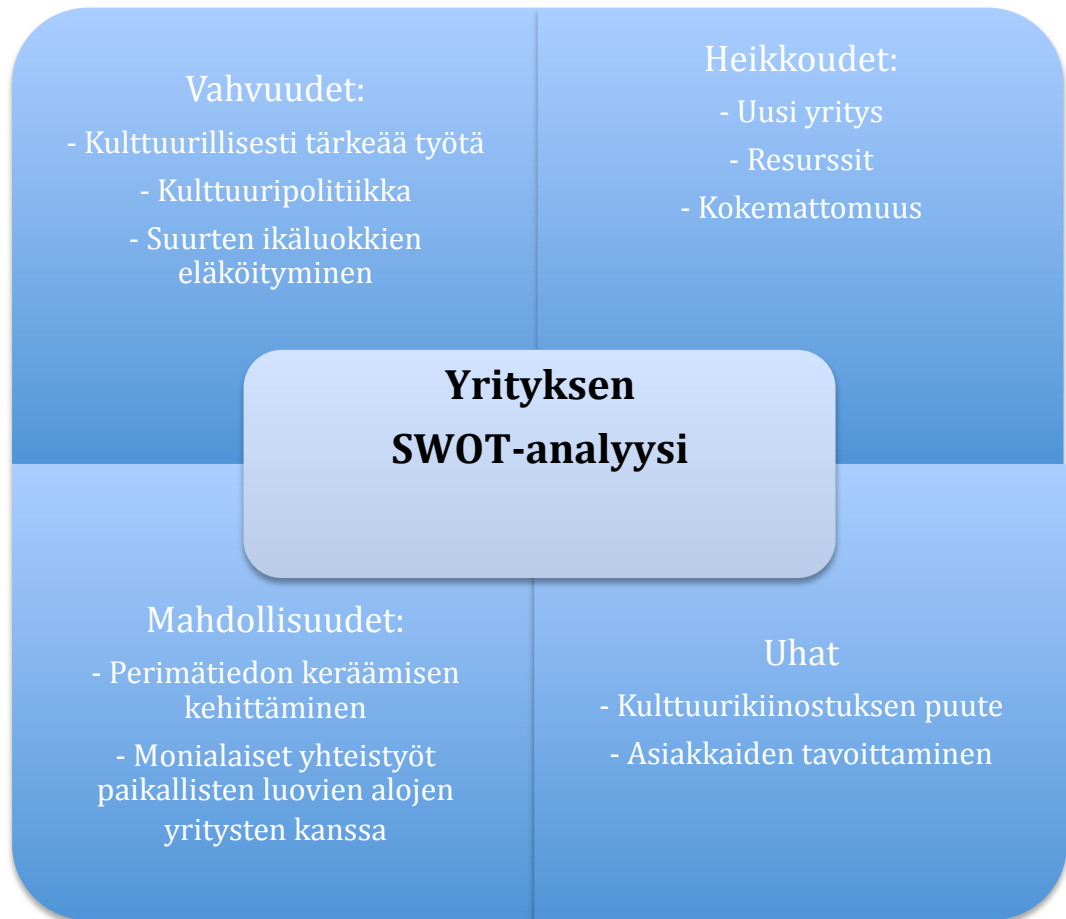 Vahvuudet:
- Kulttuurillisesti tärkeää työtä
- Kulttuuripolitiikka
- Suurten ikäluokkien
eläköityminen
Heikkoudet:
- Uusi yritys
- Resurssit
- Kokemattomuus
Yrityksen
SWOT-analyysi
Mahdollisuudet:
- Perimätiedon keräämisen
kehittäminen
- Monialaiset yhteistyöt
paikallisten luovien alojen
yritysten kanssa
Uhat
- Kulttuurikiinostuksen puute
- Asiakkaiden tavoittaminen